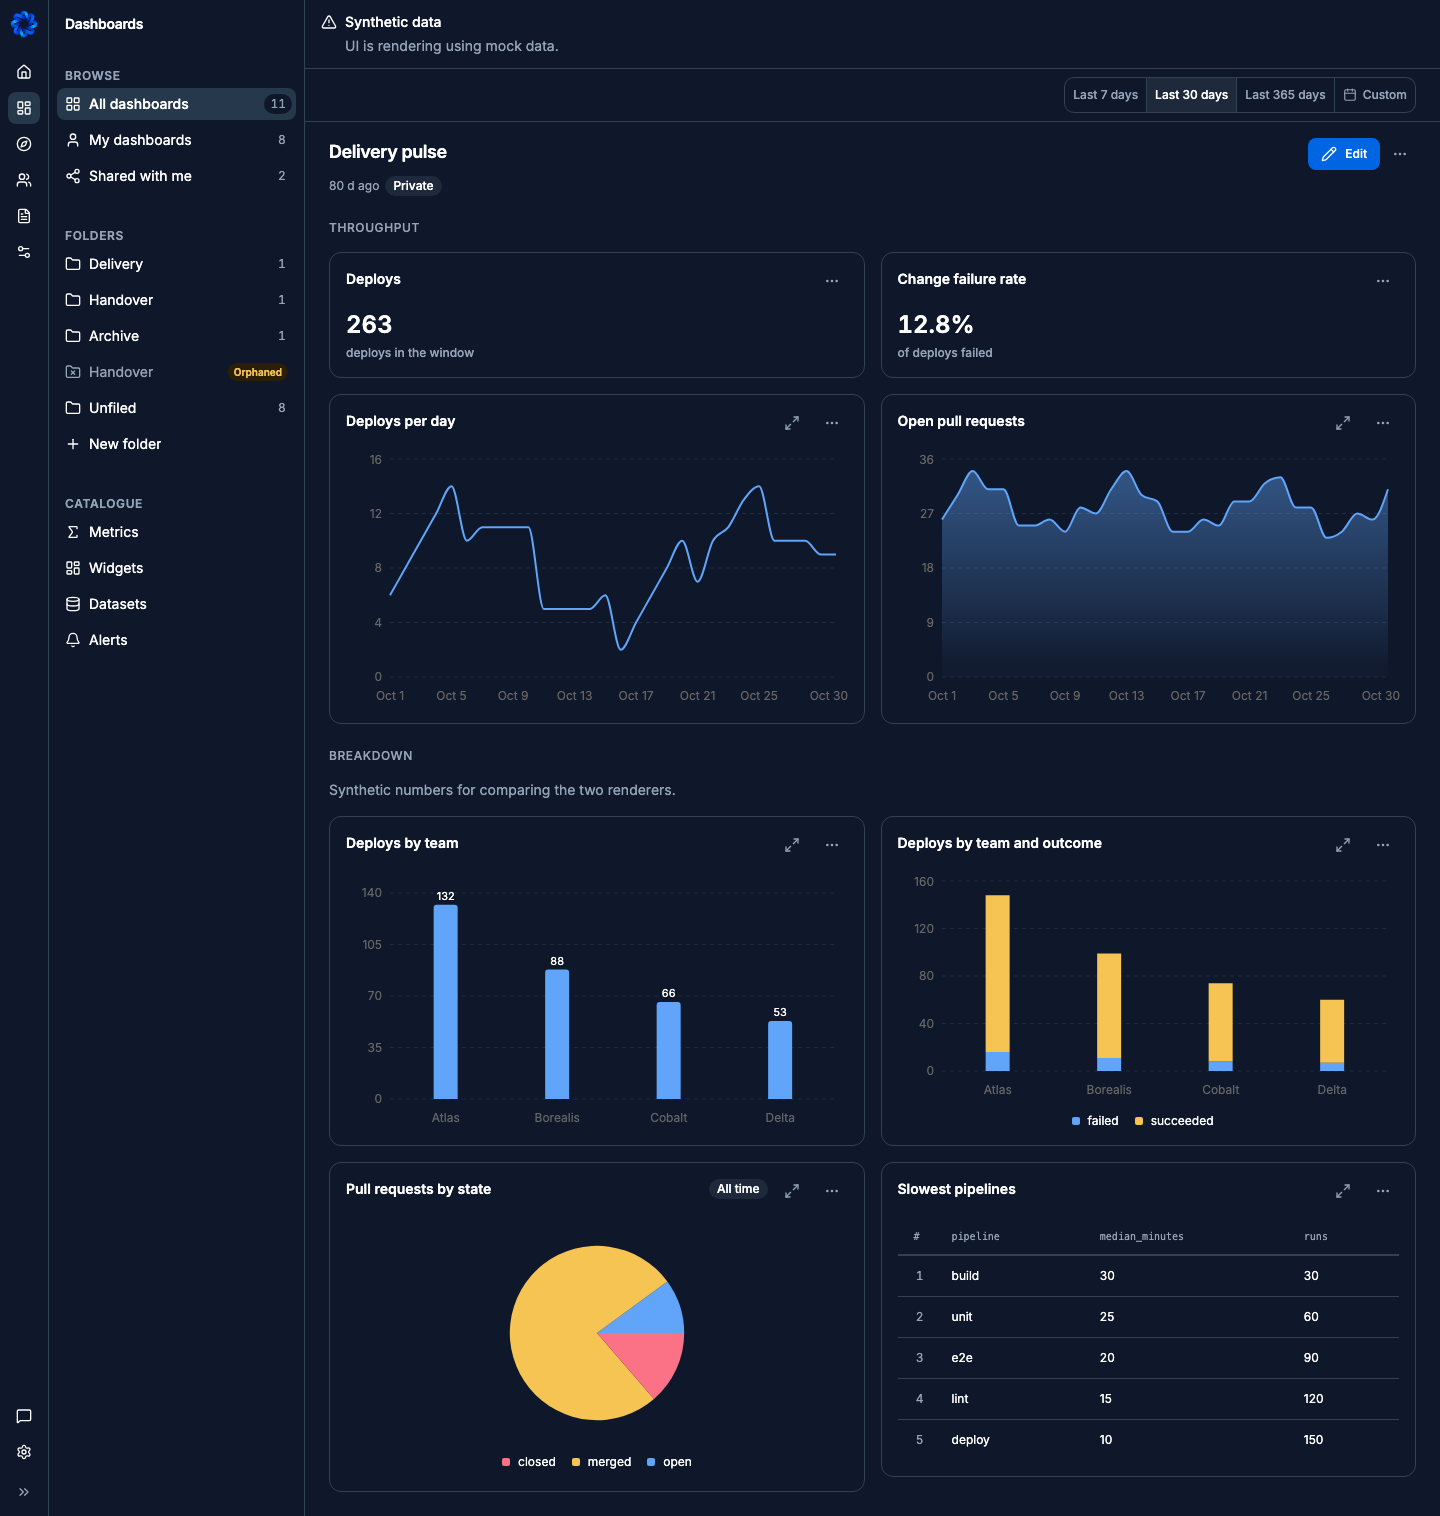 Dashboards
BROWSE
All dashboards 11
My dashboards 8
Shared with me 2
FOLDERS
Delivery 1
Handover 1
Archive 1
Handover Orphaned
Unfiled 8
New folder
CATALOGUE
Metrics
Widgets
Datasets
Alerts
Synthetic data
UI is rendering using mock data.
Last 7 days Last 30 days Last 365 days Custom
Delivery pulse
Edit
80 d ago Private
THROUGHPUT
Deploys
263
deploys in the window
Change failure rate
12.8%
of deploys failed
Deploys per day
16
12
8
4
0
Oct 1 Oct 5 Oct 9 Oct 13 Oct 17 Oct 21 Oct 25 Oct 30
Open pull requests
36
27
18
9
0
Oct 1 Oct 5 Oct 9 Oct 13 Oct 17 Oct 21 Oct 25 Oct 30
BREAKDOWN
Synthetic numbers for comparing the two renderers.
Deploys by team
140
105
70
35
0
132
88
66
53
Atlas Borealis Cobalt Delta
Deploys by team and outcome
160
120
80
40
0
Atlas Borealis Cobalt Delta
failed succeeded
Pull requests by state All time
closed merged open
Slowest pipelines
# pipeline median_minutes runs
1 build 30 30
2 unit 25 60
3 e2e 20 90
4 lint 15 120
5 deploy 10 150